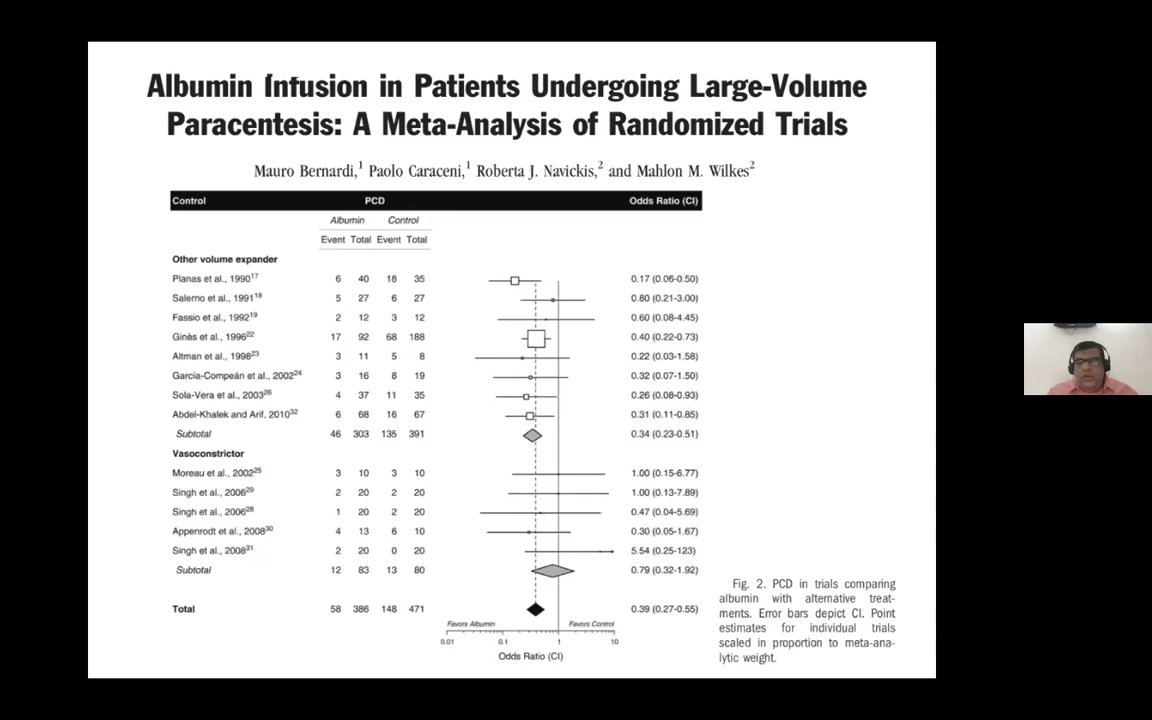 Albumin Infusion in Patients Undergoing Large-Volume
Paracentesis: A Meta-Analysis of Randomized Trials
Mauro Bernardi,1 Paolo Caraceni,1 Roberta J. Navickis,2 and Mahlon M. Wilkes2
Control PCD Odds Ratio (CI)
Albumin Control
Event Total Event Total
Other volume expander
Planas et al., 199017 6 40 18 35 0.17 (0.06-0.50)
Salerno et al., 199118 5 27 6 27 0.80 (0.21-3.00)
Fassio et al., 199219 2 12 3 12 0.60 (0.08-4.45)
Ginès et al., 199622 17 92 68 188 0.40 (0.22-0.73)
Altman et al., 199823 3 11 5 8 0.22 (0.03-1.58)
García-Compeán et al., 200224 3 16 8 19 0.32 (0.07-1.50)
Sola-Vera et al., 200326 4 37 11 35 0.26 (0.08-0.93)
Abdel-Khalek and Arif, 201032 6 68 16 67 0.31 (0.11-0.85)
Subtotal 46 303 135 391 0.34 (0.23-0.51)
Vasoconstrictor
Moreau et al., 200225 3 10 3 10 1.00 (0.15-6.77)
Singh et al., 200629 2 20 2 20 1.00 (0.13-7.89)
Singh et al., 200628 1 20 2 20 0.47 (0.04-5.69)
Appenrodt et al., 200830 4 13 6 10 0.30 (0.05-1.67)
Singh et al., 200831 2 20 0 20 5.54 (0.25-123)
Subtotal 12 83 13 80 0.79 (0.32-1.92)
Total 58 386 148 471 0.39 (0.27-0.55)
Favors Albumin Favors Control
0.01 0.1 1 10
Odds Ratio (CI)
Fig. 2. PCD in trials comparing
albumin with alternative treat-
ments. Error bars depict CI. Point
estimates for individual trials
scaled in proportion to meta-ana-
lytic weight.